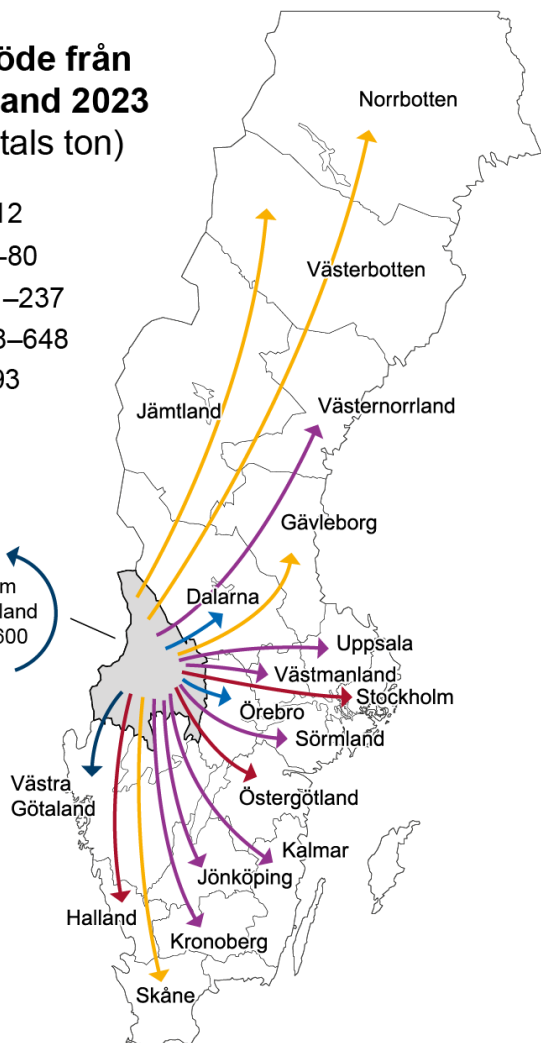 öde från
and 2023
tals ton)
12
–80
–237
3–648
93
Norrbotten
Västerbotten
Jämtland
Västernorrland
Gävleborg
Dalarna
m
land
600
Uppsala
Västmanland
Stockholm
Örebro
Sörmland
Västra
Götaland
Östergötland
Kalmar
Jönköping
Halland
Kronoberg
Skåne